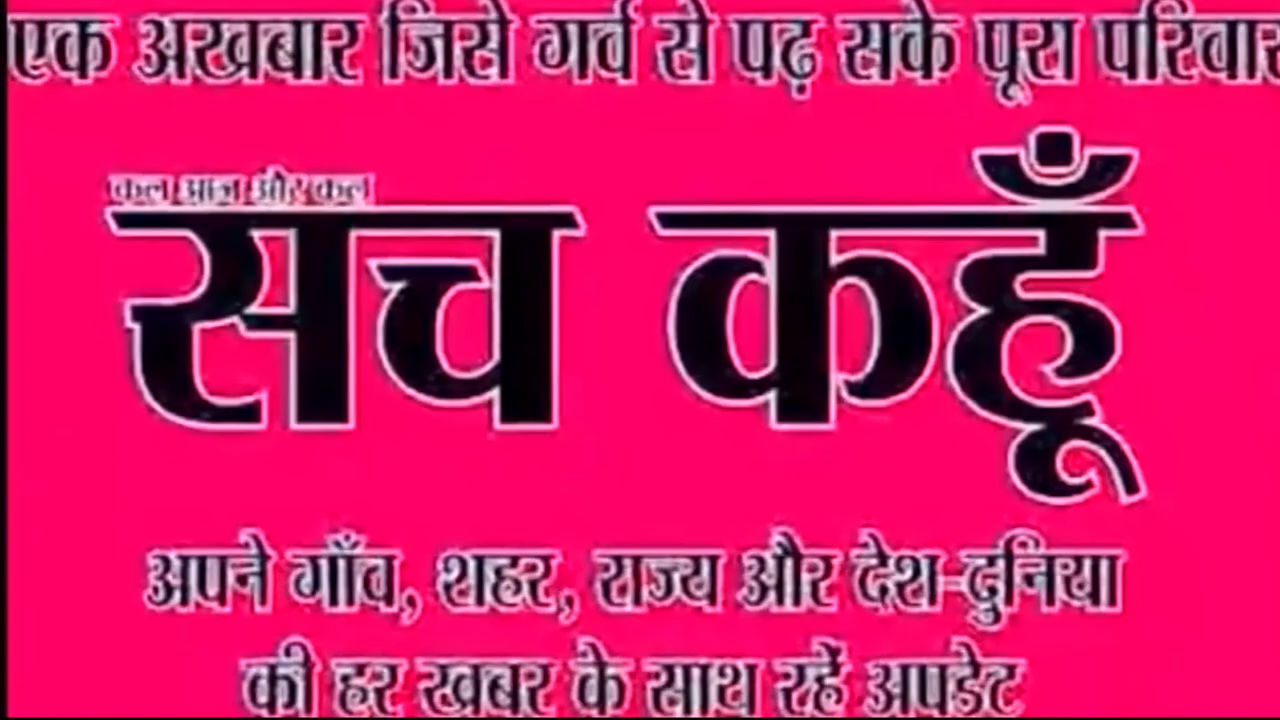 एक अखबार जिसे गर्व से पढ़ सके पूरा परिवार
कल आज और कल
सच कहूँ
अपने गाँव, शहर, राज्य और देश-दुनिया
की हर खबर के साथ रहें अपडेट